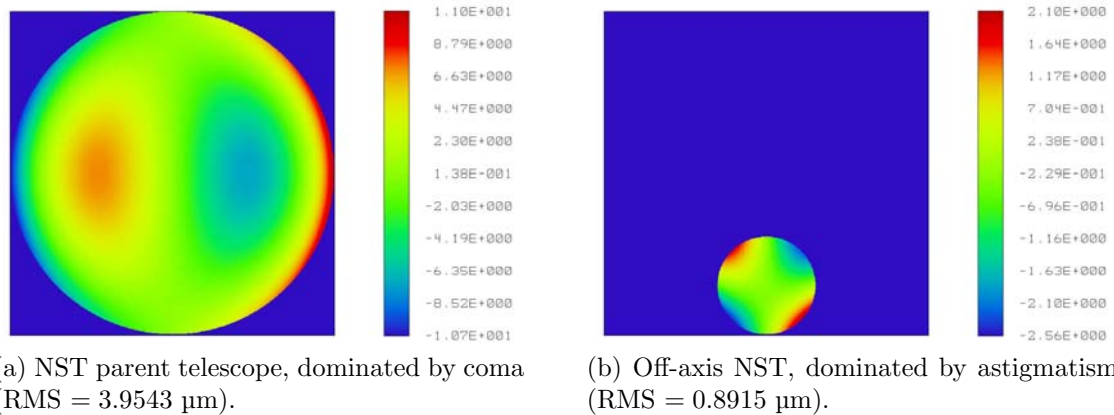 1.10E+001
8.79E+000
6.63E+000
4.47E+000
2.30E+000
1.38E-001
-2.03E+000
-4.19E+000
-6.35E+000
-8.52E+000
-1.07E+001
2.10E+000
1.64E+000
1.17E+000
7.04E-001
2.38E-001
-2.29E-001
-6.96E-001
-1.16E+000
-1.63E+000
-2.10E+000
-2.56E+000
(a) NST parent telescope, dominated by coma
(RMS = 3.9543 µm).
(b) Off-axis NST, dominated by astigmatism
(RMS = 0.8915 µm).